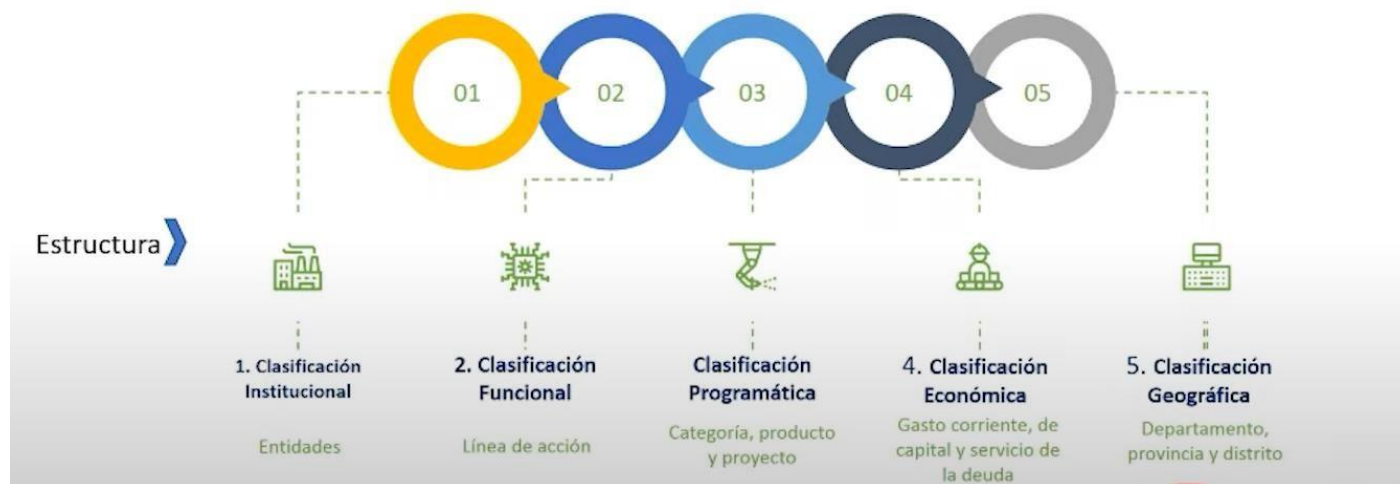 01
02
03
04
05
Estructura
1. Clasificación
Institucional
Entidades
2. Clasificación
Funcional
Línea de acción
Clasificación
Programática
Categoría, producto
y proyecto
4. Clasificación
Económica
Gasto corriente, de
capital y servicio de
la deuda
5. Clasificación
Geográfica
Departamento,
provincia y distrito